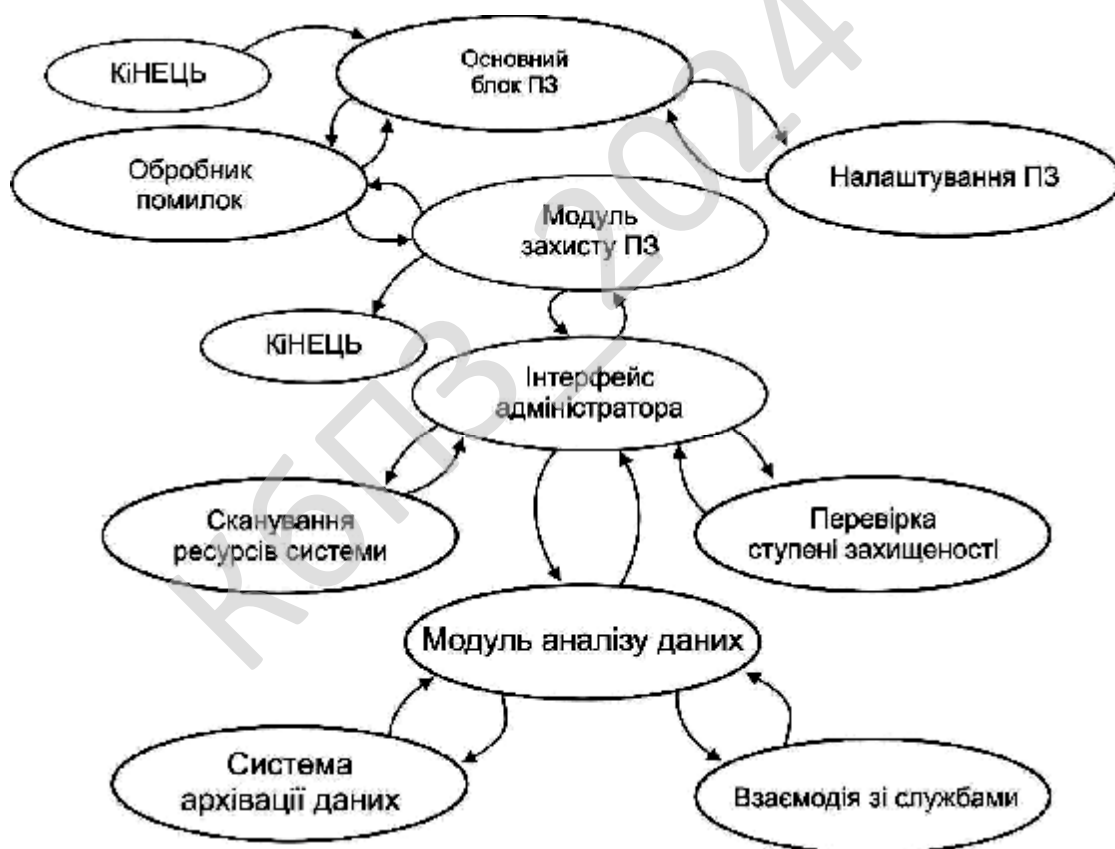 КіНЕЦЬ
Основний
блок ПЗ
Обробник
помилок
Налаштування ПЗ
Модуль
захисту ПЗ
КіНЕЦЬ
Інтерфейс
адміністратора
Сканування
ресурсів системи
Перевірка
ступені захищеності
Модуль аналізу даних
Система
архівації даних
Взаємодія зі службами
КбПЗ_2024